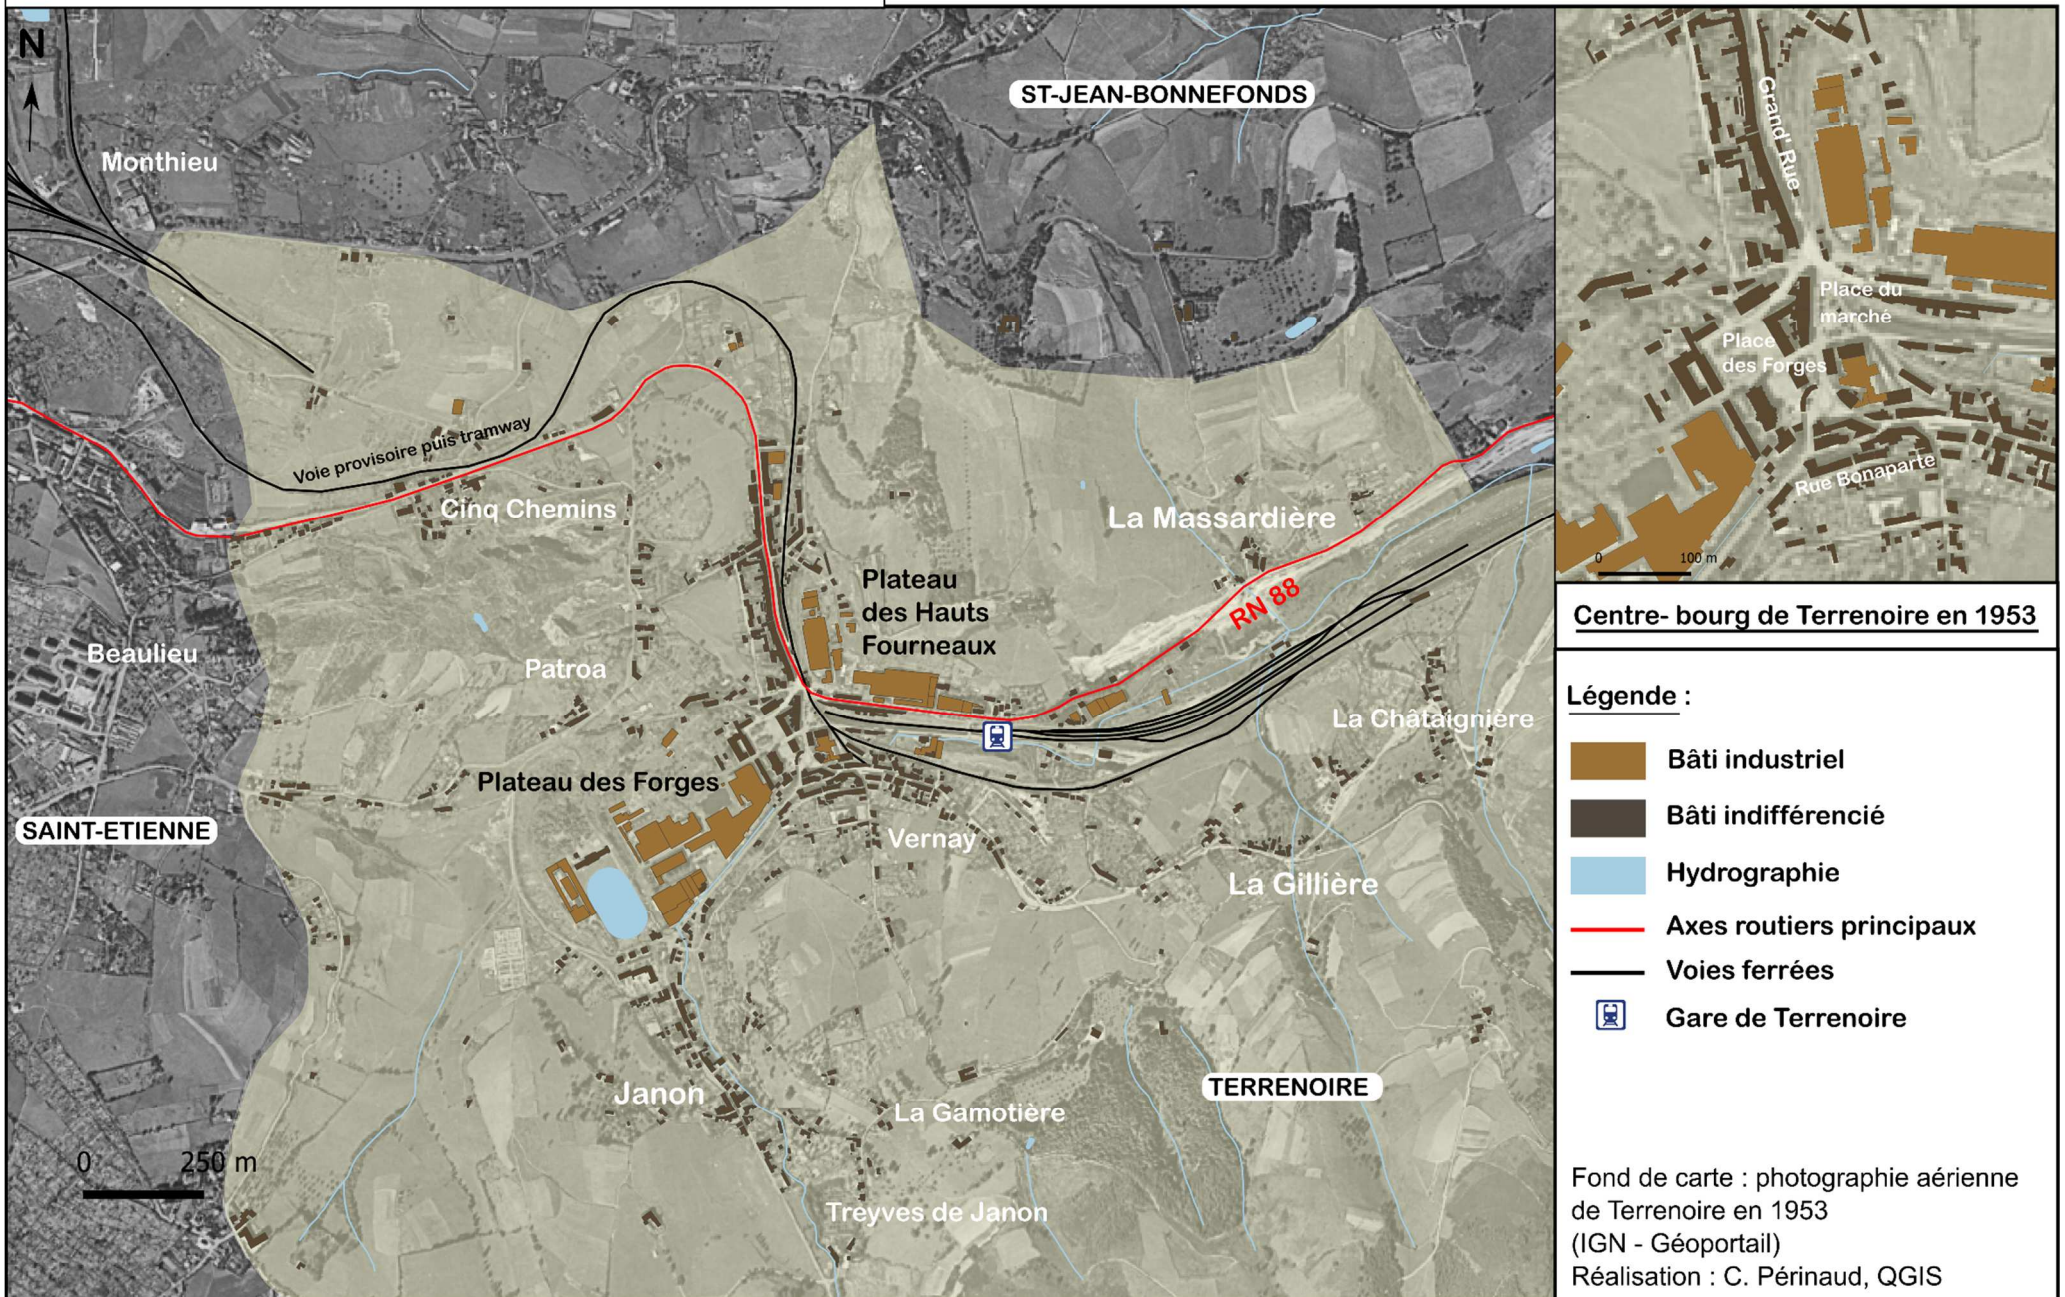 N
Monthieu
ST-JEAN-BONNEFONDS
Voie provisoire puis tramway
Cinq Chemins
La Massardière
Plateau
des Hauts
Fourneaux
RN 88
Beaulieu
Patroa
La Châtaignière
Plateau des Forges
SAINT-ETIENNE
Vernay
La Gillière
Janon
TERRENOIRE
La Gamotière
0 250 m
Treyves de Janon
Grand' Rue
Place du
marché
Place
des Forges
Rue Bonaparte
0 100 m
Centre- bourg de Terrenoire en 1953
Légende :
Bâti industriel
Bâti indifférencié
Hydrographie
Axes routiers principaux
Voies ferrées
Gare de Terrenoire
Fond de carte : photographie aérienne
de Terrenoire en 1953
(IGN - Géoportail)
Réalisation : C. Périnaud, QGIS